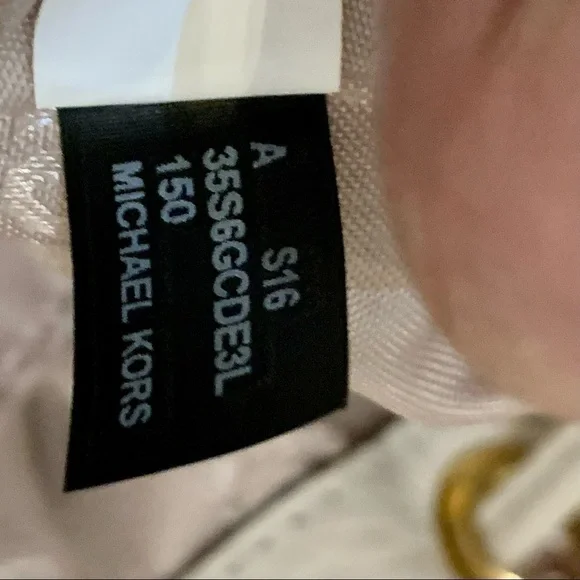 A S16
35S6GCDE3L
150
MICHAEL KORS